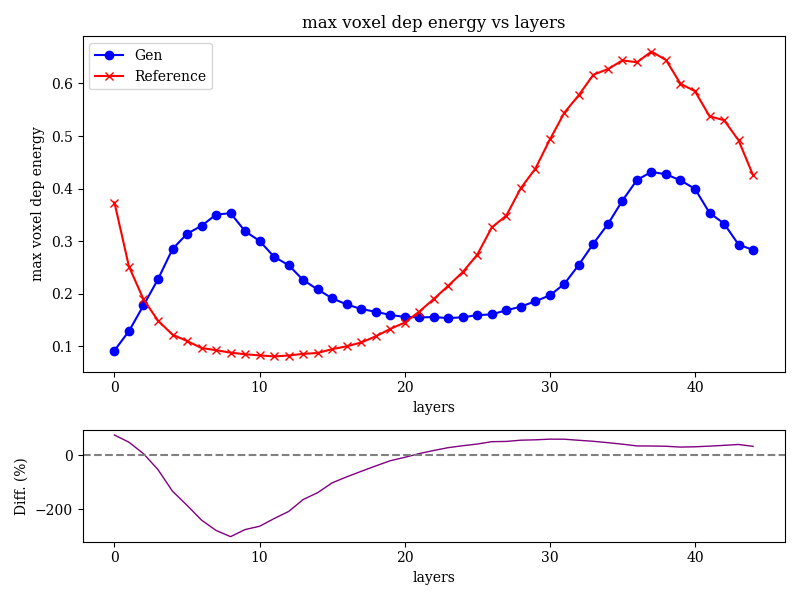 max voxel dep energy vs layers
Gen
Reference
max voxel dep energy
0.6
0.5
0.4
0.3
0.2
0.1
0 10 20 30 40
layers
Diff. (%)
0
−200
0 10 20 30 40
layers